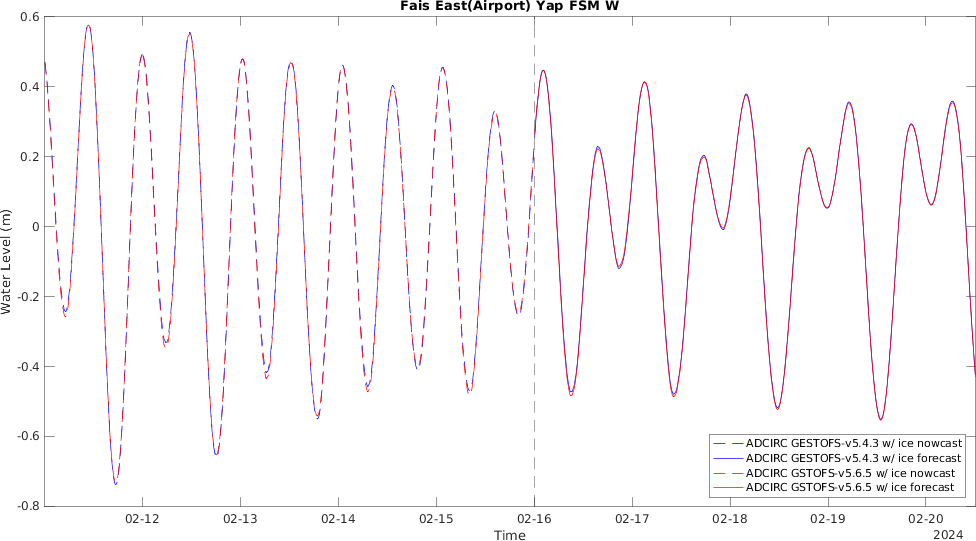 Fais East(Airport) Yap FSM W
0.6
0.4
0.2
0
-0.2
-0.4
-0.6
-0.8
Water Level (m)
ADCIRC GESTOFS-v5.4.3 w/ ice nowcast
ADCIRC GESTOFS-v5.4.3 w/ ice forecast
ADCIRC GSTOFS-v5.6.5 w/ ice nowcast
ADCIRC GSTOFS-v5.6.5 w/ ice forecast
02-12 02-13 02-14 02-15 02-16 02-17 02-18 02-19 02-20
Time
2024